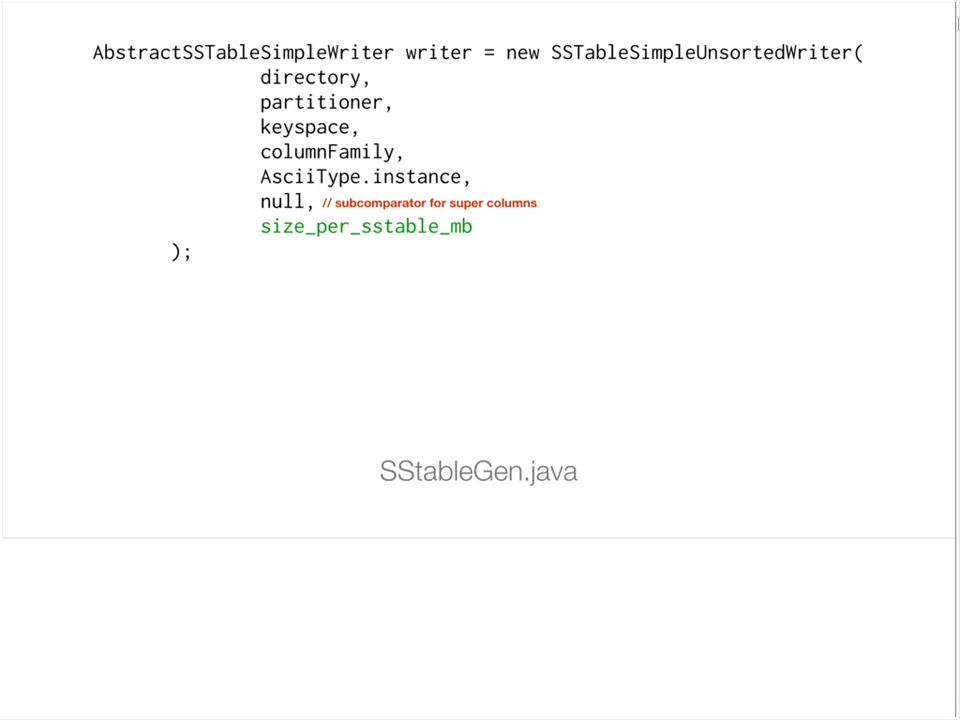 AbstractSSTableSimpleWriter writer = new SSTableSimpleUnsortedWriter(
directory,
partitioner,
keyspace,
columnFamily,
AsciiType.instance,
null, // subcomparator for super columns
size_per_sstable_mb
);
SStableGen.java